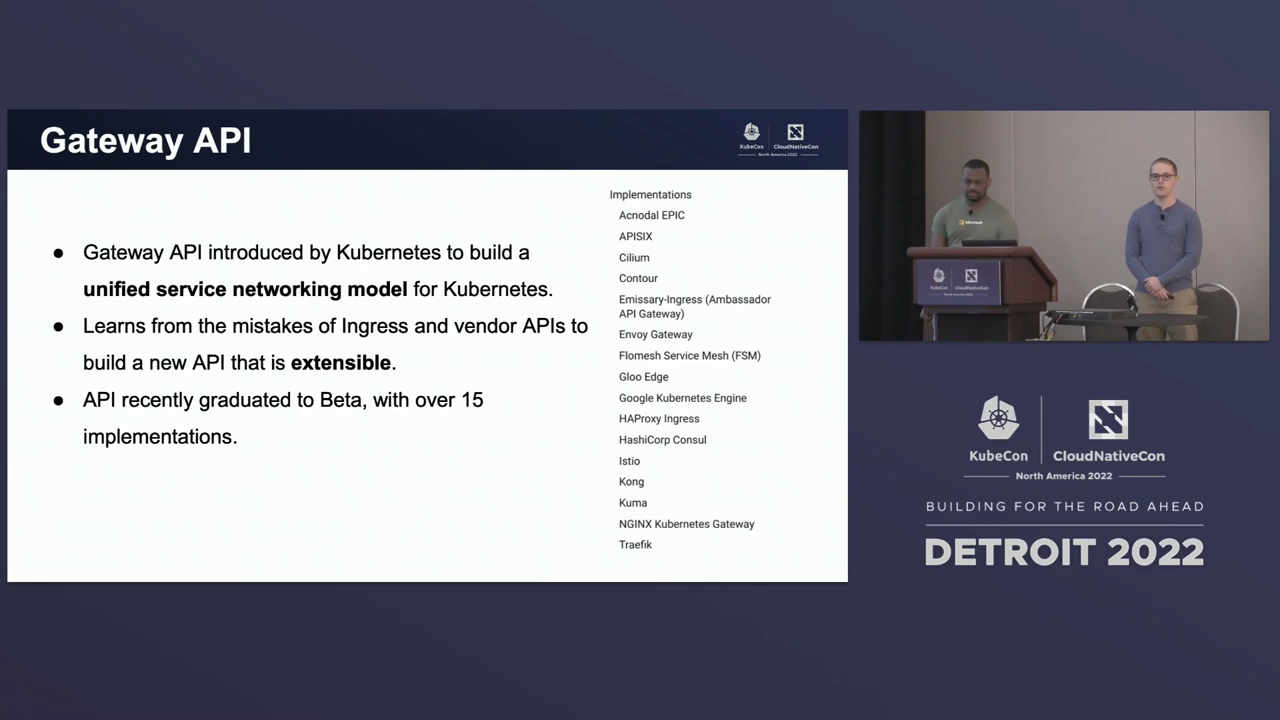 Gateway API
KubeCon
CloudNativeCon
North America 2022
● Gateway API introduced by Kubernetes to build a
unified service networking model for Kubernetes.
● Learns from the mistakes of Ingress and vendor APIs to
build a new API that is extensible.
● API recently graduated to Beta, with over 15
implementations.
Implementations
Acnodal EPIC
APISIX
Cilium
Contour
Emissary-Ingress (Ambassador
API Gateway)
Envoy Gateway
Flomesh Service Mesh (FSM)
Gloo Edge
Google Kubernetes Engine
HAProxy Ingress
HashiCorp Consul
Istio
Kong
Kuma
NGINX Kubernetes Gateway
Traefik
Microsoft
KubeCon
CloudNativeCon
KubeCon
CloudNativeCon
North America 2022
BUILDING FOR THE ROAD AHEAD
DETROIT 2022